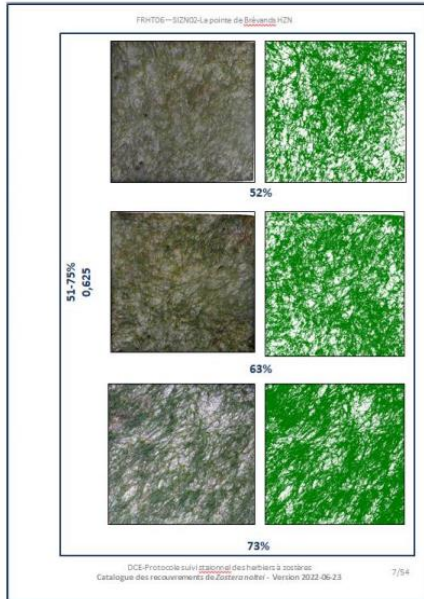 FRHT06—SIZN02-La pointe de Brévands HZN
52%
51-75%
0,625
63%
73%
DCE-Protocole suivi stationnel des herbiers à zostères
Catalogue des recouvrements de Zostera noltei - Version 2022-06-23
7/54